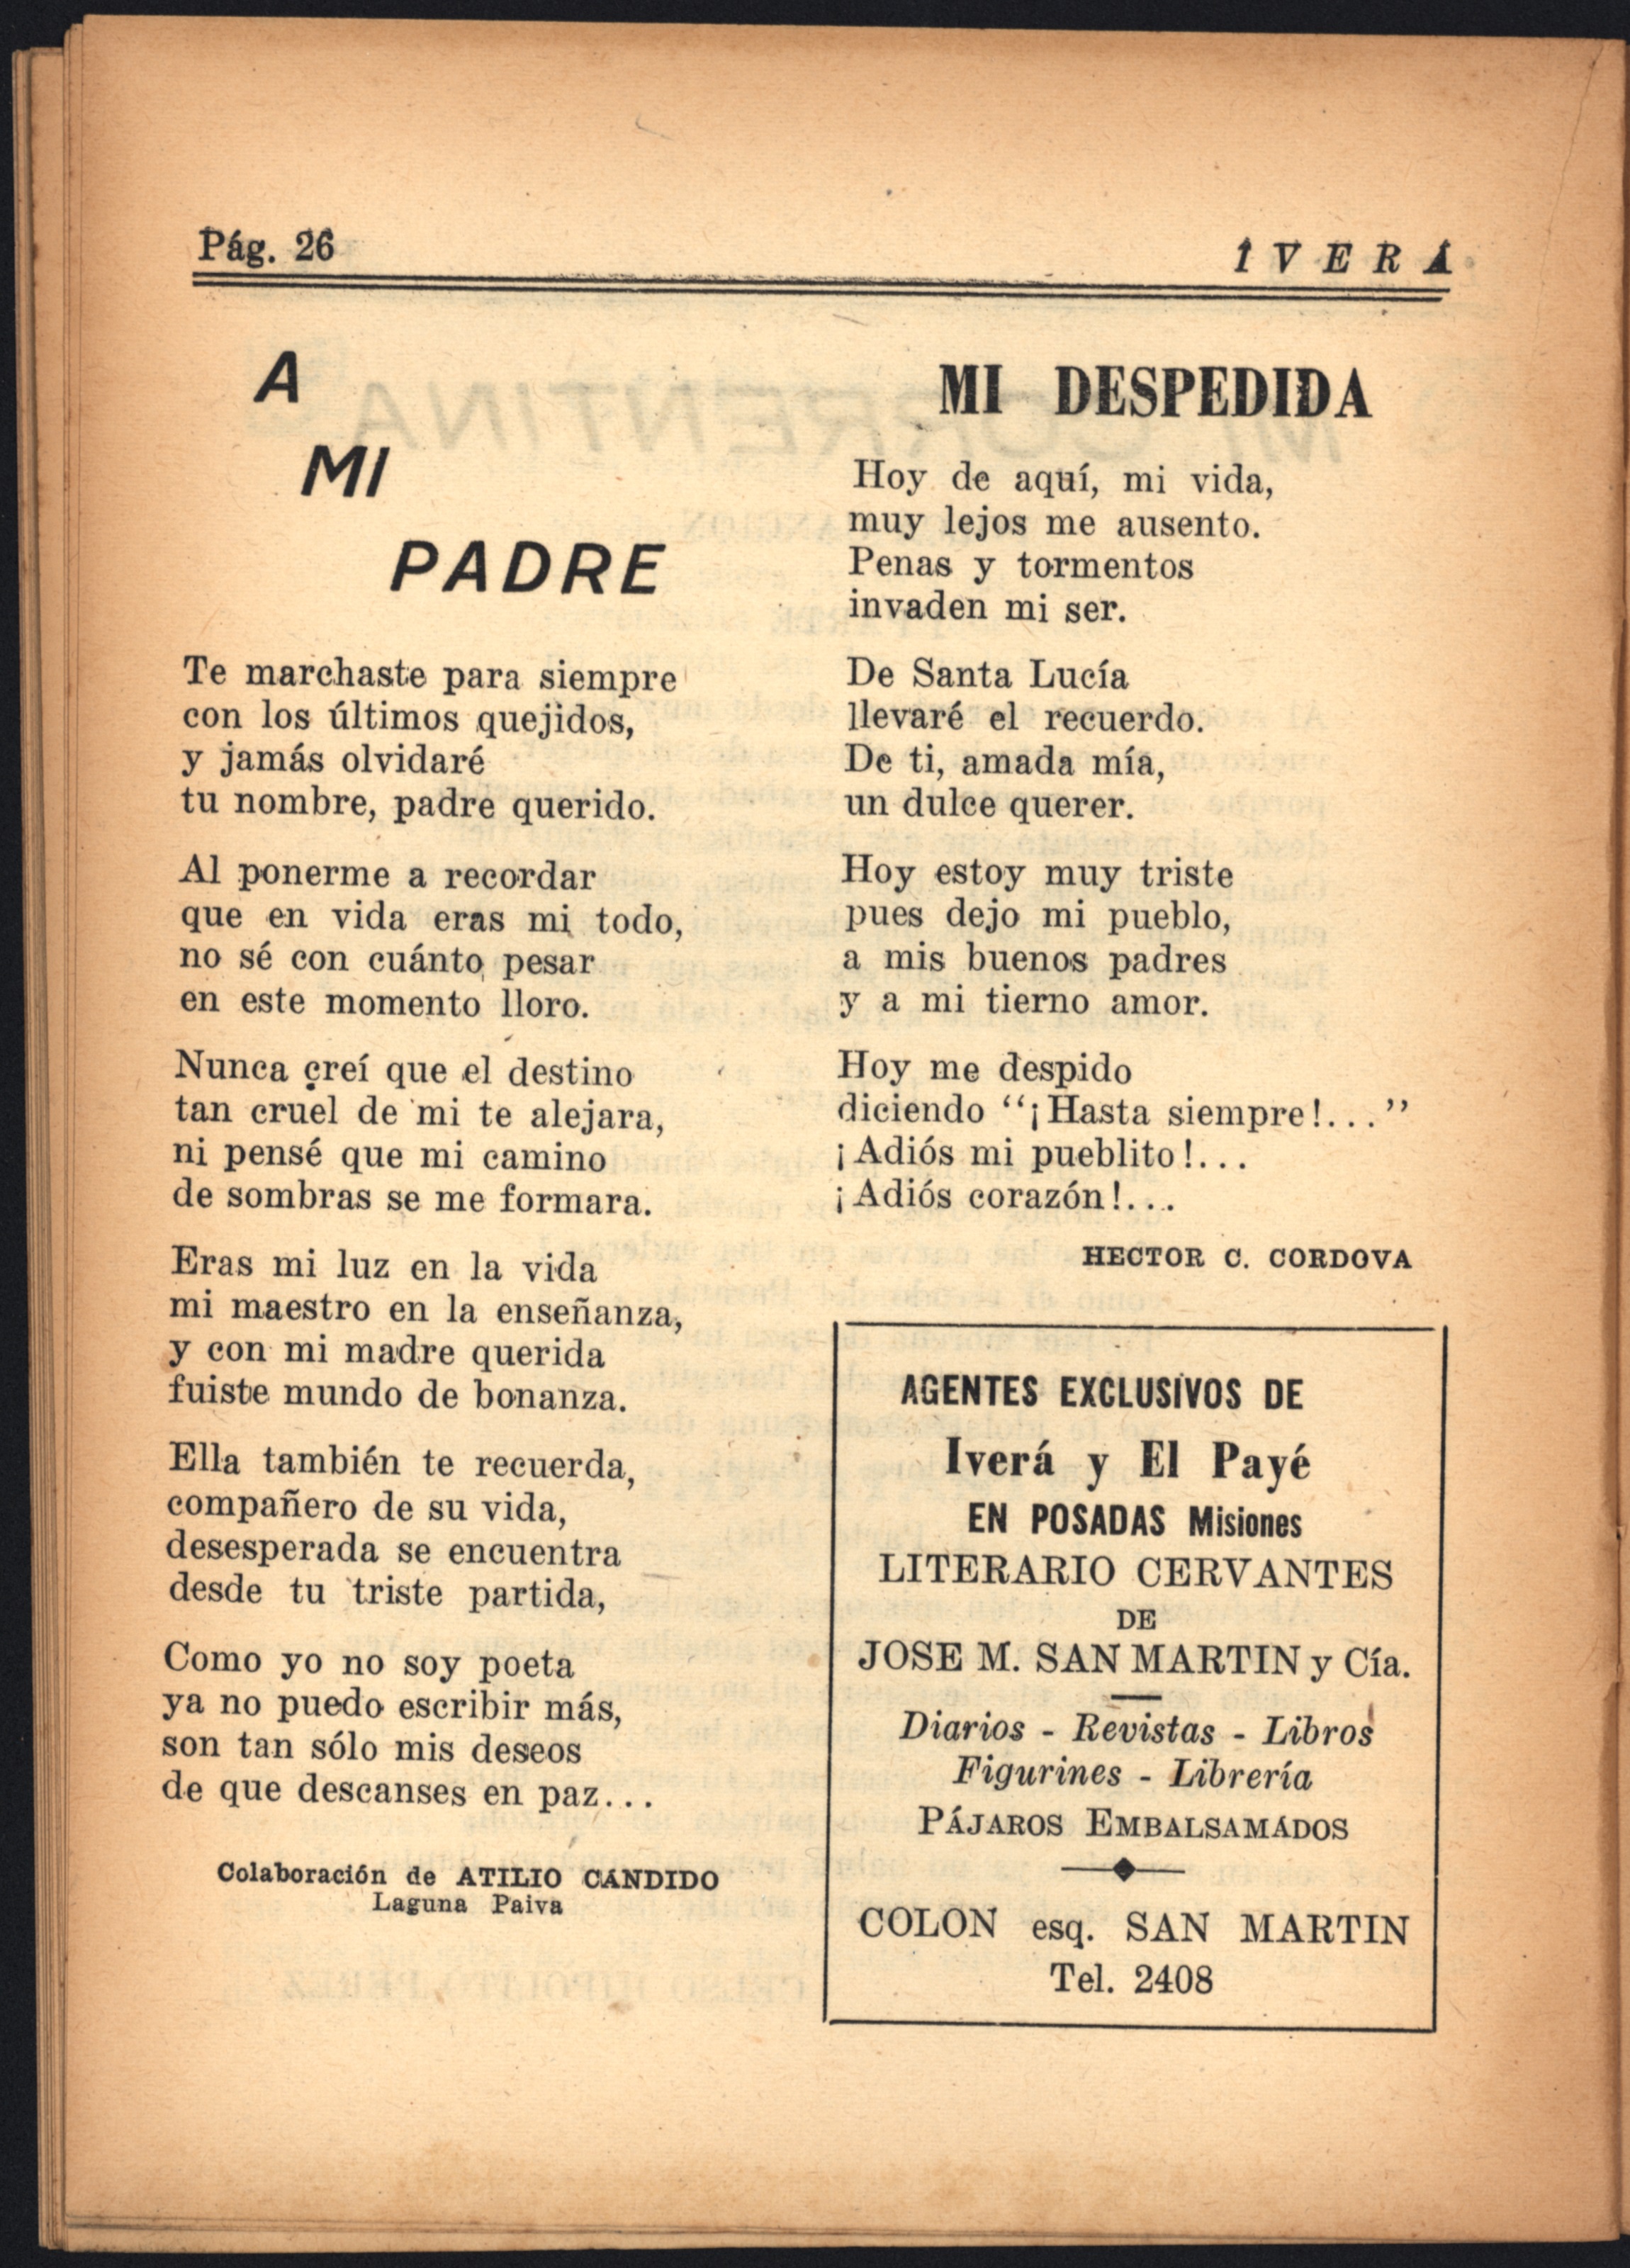 Pág. 26
IVERÁ
A
MI
PADRE
Te marchaste para siempre
con los últimos quejidos,
y jamás olvidaré
tu nombre, padre querido.
Al ponerme a recordar
que en vida eras mi todo,
no sé con cuánto pesar
en este momento lloro.
Nunca creí que el destino
tan cruel de mi te alejara,
ni pensé que mi camino
de sombras se me formara.
Eras mi luz en la vida
mi maestro en la enseñanza,
y con mi madre querida
fuiste mundo de bonanza.
Ella también te recuerda,
compañero de su vida,
desesperada se encuentra
desde tu triste partida,
Como yo no soy poeta
ya no puedo escribir más,
son tan sólo mis deseos
de que descanses en paz...
Colaboración de ATILIO CANDIDO
Laguna Paiva
MI DESPEDIDA
Hoy de aquí, mi vida,
muy lejos me ausento.
Penas y tormentos
invaden mi ser.
De Santa Lucía
llevaré el recuerdo.
De ti, amada mía,
un dulce querer.
Hoy estoy muy triste
pues dejo mi pueblo,
a mis buenos padres
y a mi tierno amor.
Hoy me despido
diciendo "¡Hasta siempre!..."
¡Adiós mi pueblito!...
¡Adiós corazón!...
HECTOR C. CORDOVA
AGENTES EXCLUSIVOS DE
Iverá y El Payé
EN POSADAS Misiones
LITERARIO CERVANTES
DE
JOSE M. SAN MARTIN y Cía.
Diarios - Revistas - Libros
Figurines - Librería
PÁJAROS EMBALSAMADOS
COLON esq. SAN MARTIN
Tel. 2408